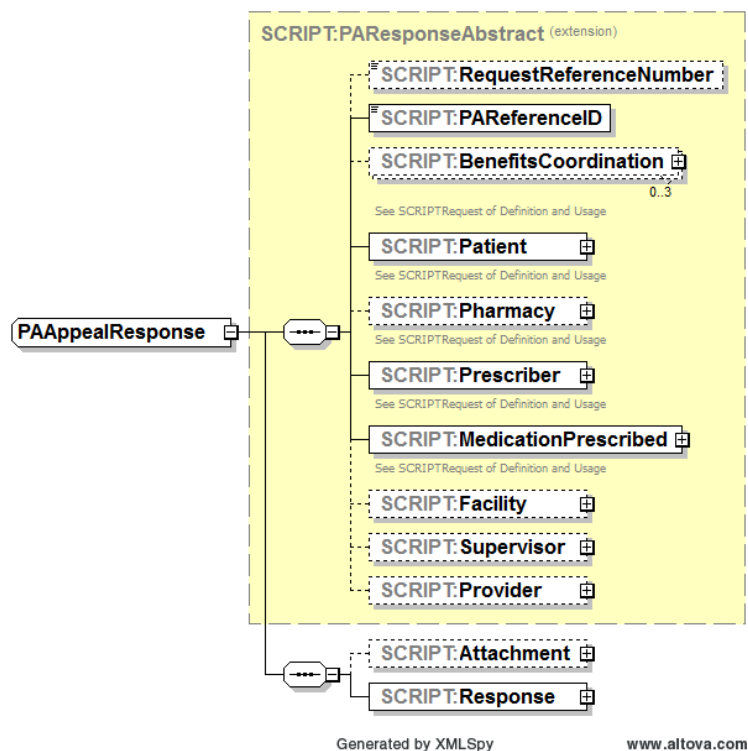 SCRIPT:PAResponseAbstract (extension)
SCRIPT:RequestReferenceNumber
SCRIPT:PAReferenceID
SCRIPT:BenefitsCoordination
0..3
See SCRIPTRequest of Definition and Usage
SCRIPT:Patient
See SCRIPTRequest of Definition and Usage
SCRIPT:Pharmacy
See SCRIPTRequest of Definition and Usage
PAAppealResponse
SCRIPT:Prescriber
See SCRIPTRequest of Definition and Usage
SCRIPT:MedicationPrescribed
See SCRIPTRequest of Definition and Usage
SCRIPT:Facility
SCRIPT:Supervisor
SCRIPT:Provider
SCRIPT:Attachment
SCRIPT:Response
Generated by XMLSpy www.altova.com